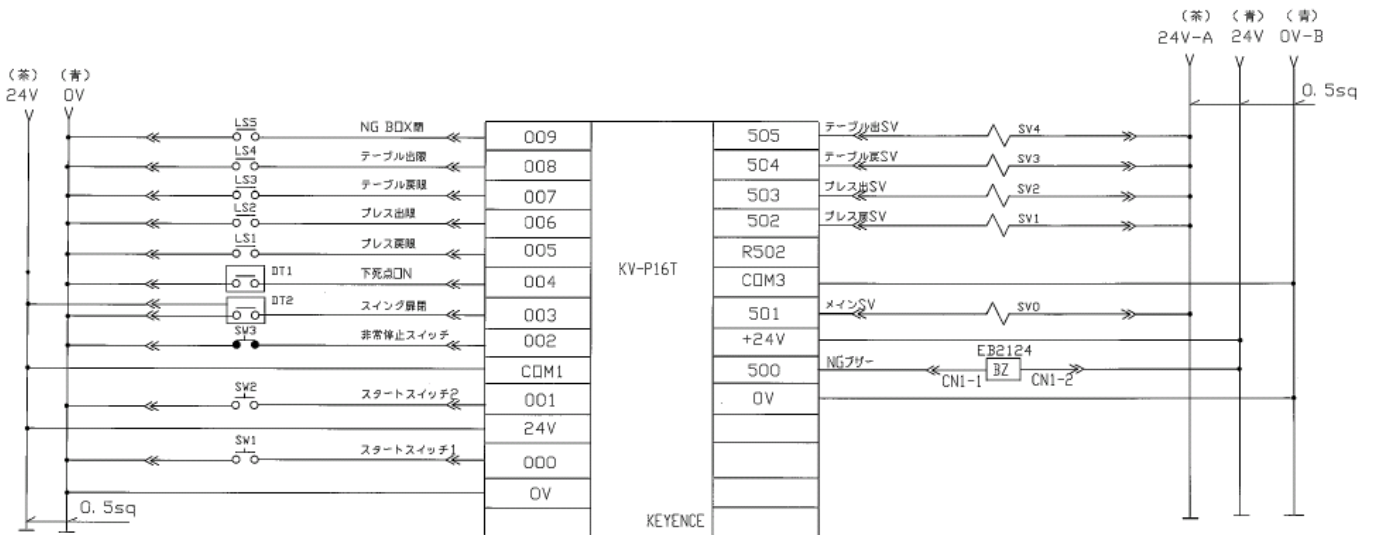 (茶) (青) (青)
24V-A 24V 0V-B
(茶) (青)
24V 0V
0.5sq
LS5 NG BOX閉 009
LS4 テーブル出限 008
LS3 テーブル戻限 007
LS2 プレス出限 006
LS1 プレス戻限 005
DT1 下死点ON 004
DT2 スイング扉閉 003
SW3 非常停止スイッチ 002
COM1
SW2 スタートスイッチ2 001
24V
SW1 スタートスイッチ1 000
0V
0.5sq
KV-P16T
KEYENCE
505 テーブル出SV SV4
504 テーブル戻SV SV3
503 プレス出SV SV2
502 プレス戻SV SV1
R502
COM3
501 メインSV SV0
+24V
EB2124
500 NGブザー CN1-1 BZ CN1-2
0V